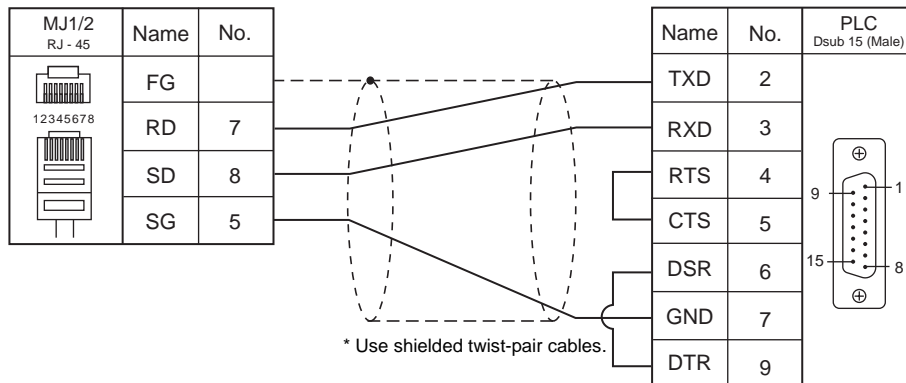 MJ1/2
RJ - 45
Name No.
FG
12345678
RD 7
SD 8
SG 5
* Use shielded twist-pair cables.
Name No.
PLC
Dsub 15 (Male)
TXD 2
RXD 3
RTS 4
CTS 5
DSR 6
GND 7
DTR 9
9 1
15 8